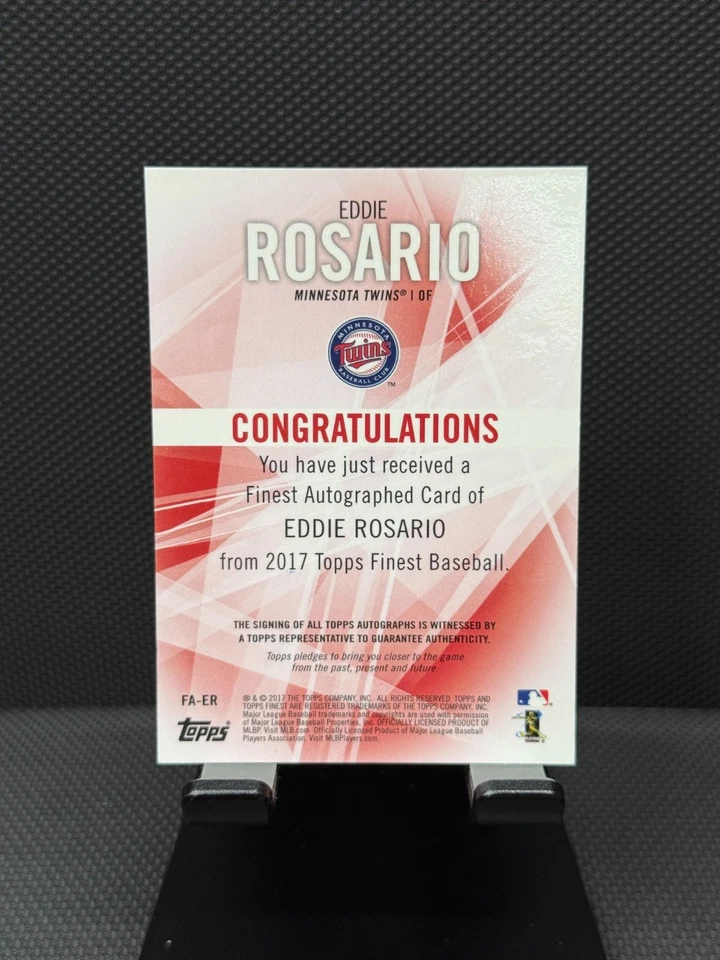 EDDIE
ROSARIO
MINNESOTA TWINS® | OF
MINNESOTA
Twins
BASEBALL CLUB
TM
CONGRATULATIONS
You have just received a
Finest Autographed Card of
EDDIE ROSARIO
from 2017 Topps Finest Baseball.
THE SIGNING OF ALL TOPPS AUTOGRAPHS IS WITNESSED BY
A TOPPS REPRESENTATIVE TO GUARANTEE AUTHENTICITY.
Topps pledges to bring you closer to the game
from the past, present and future.
FA-ER
® & © 2017 THE TOPPS COMPANY, INC. ALL RIGHTS RESERVED. TOPPS AND
TOPPS FINEST ARE REGISTERED TRADEMARKS OF THE TOPPS COMPANY, INC.
Major League Baseball trademarks and copyrights are used with permission
of Major League Baseball Properties, Inc. OFFICIALLY LICENSED PRODUCT OF
MLBP. Visit MLB.com. Officially Licensed Product of Major League Baseball
Players Association. Visit MLBPlayers.com.
topps®